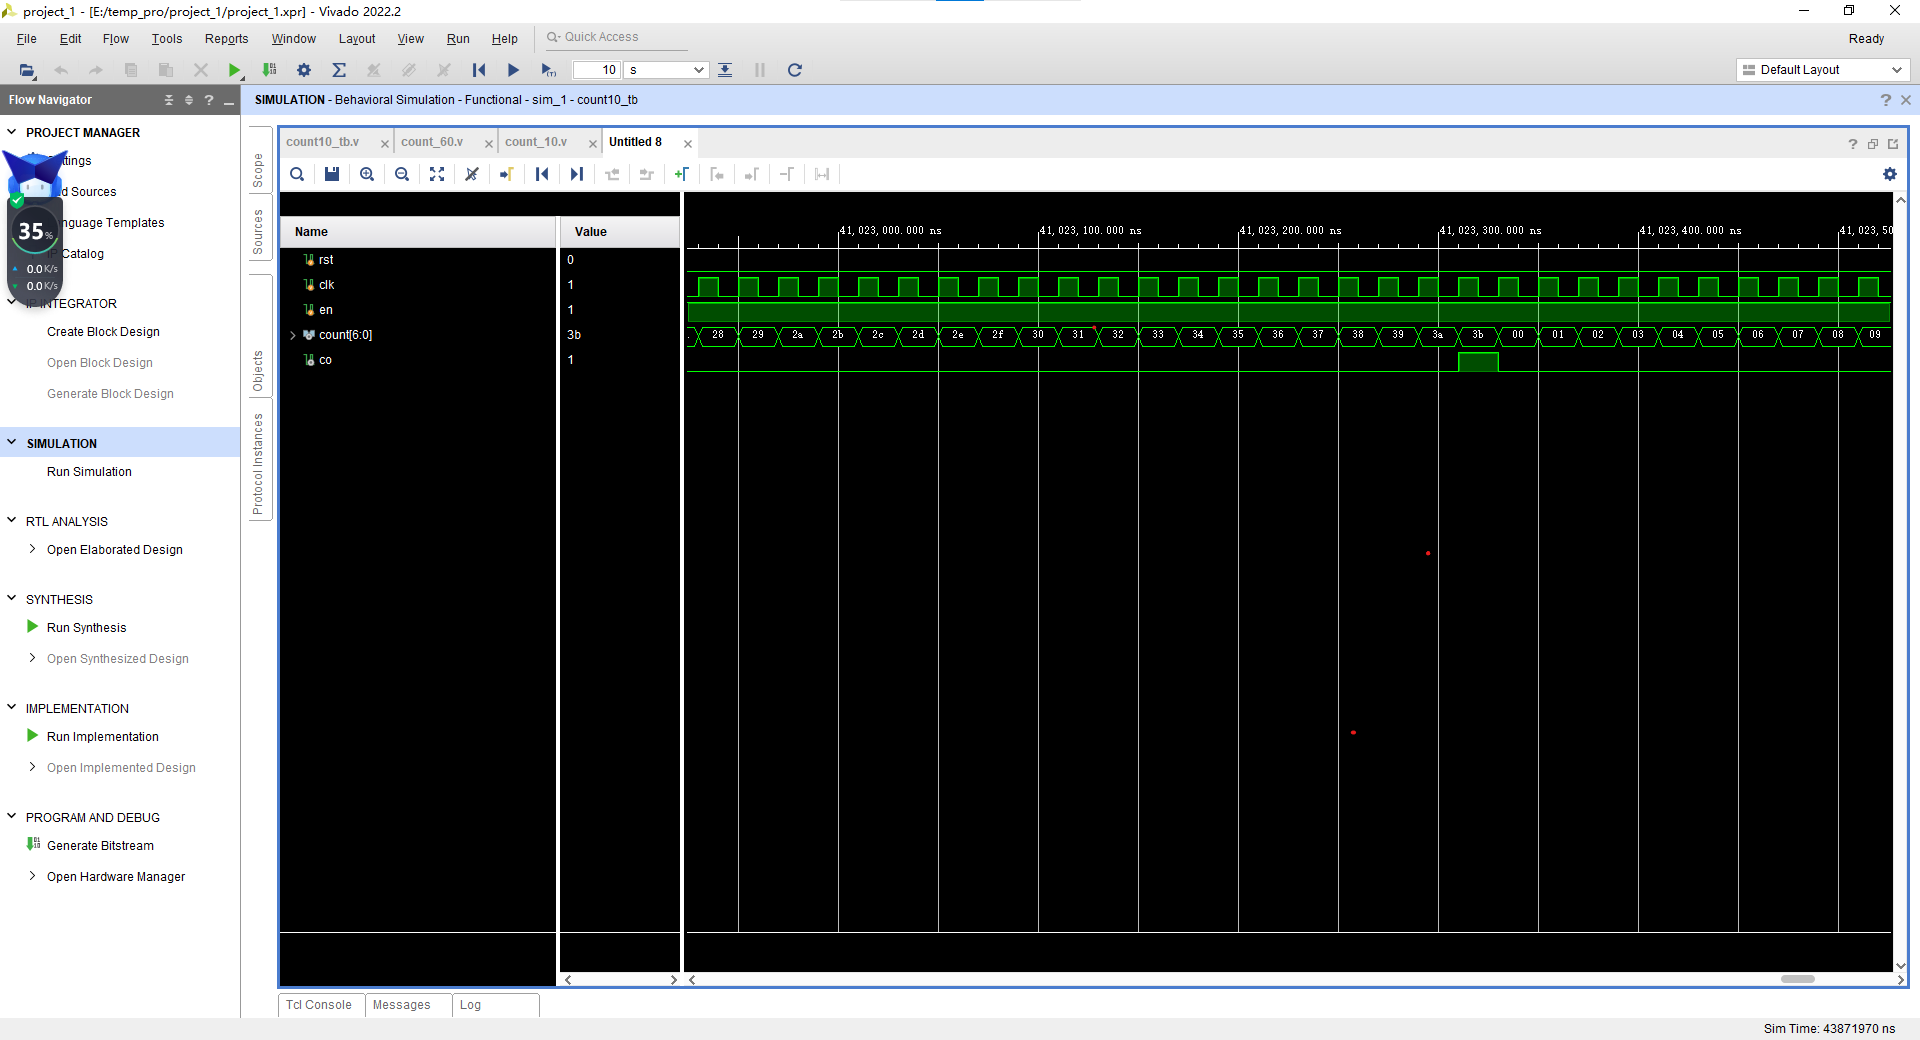 project_1 - [E:/temp_pro/project_1/project_1.xpr] - Vivado 2022.2
File Edit Flow Tools Reports Window Layout View Run Help Quick Access Ready
10 s Default Layout
Flow Navigator
SIMULATION - Behavioral Simulation - Functional - sim_1 - count10_tb
PROJECT MANAGER
ttings
d Sources
nguage Templates
Catalog
35%
0.0 K/s
0.0 K/s
IP INTEGRATOR
Create Block Design
Open Block Design
Generate Block Design
SIMULATION
Run Simulation
RTL ANALYSIS
Open Elaborated Design
SYNTHESIS
Run Synthesis
Open Synthesized Design
IMPLEMENTATION
Run Implementation
Open Implemented Design
PROGRAM AND DEBUG
Generate Bitstream
Open Hardware Manager
Scope
Sources
Objects
Protocol Instances
count10_tb.v count_60.v count_10.v Untitled 8
Name Value
41,023,000.000 ns 41,023,100.000 ns 41,023,200.000 ns 41,023,300.000 ns 41,023,400.000 ns 41,023,50
rst 0
clk 1
en 1
count[6:0] 3b 28 29 2a 2b 2c 2d 2e 2f 30 31 32 33 34 35 36 37 38 39 3a 3b 00 01 02 03 04 05 06 07 08 09
co 1
Tcl Console Messages Log
Sim Time: 43871970 ns